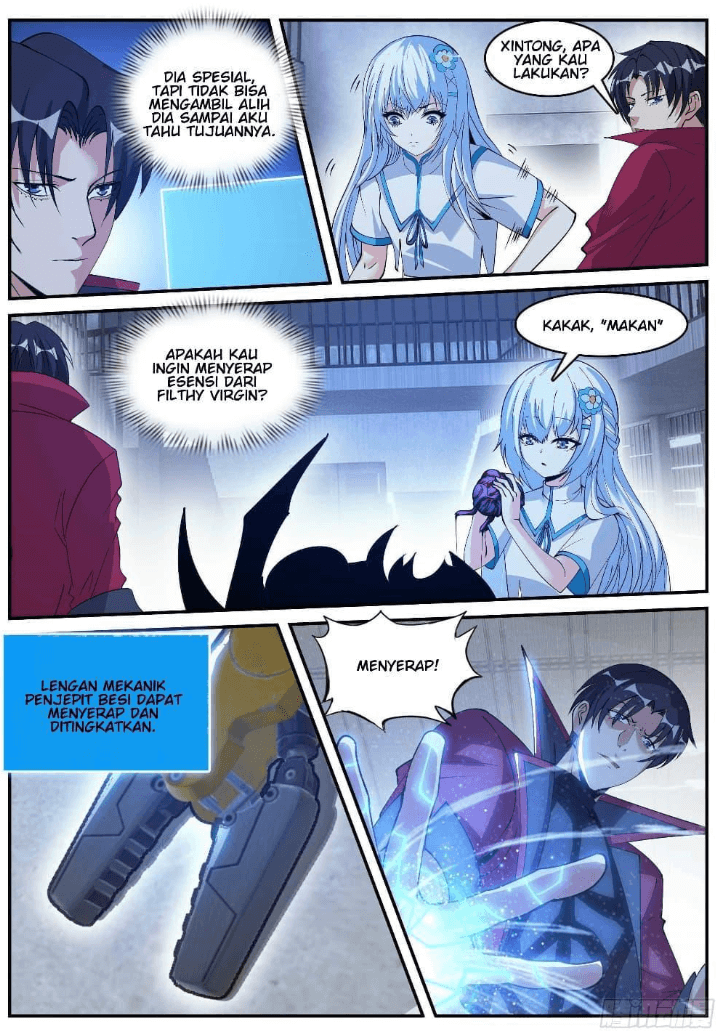 DIA SPESIAL,
TAPI TIDAK BISA
MENGAMBIL ALIH
DIA SAMPAI AKU
TAHU TUJUANNYA.
XINTONG, APA
YANG KAU
LAKUKAN?
APAKAH KAU
INGIN MENYERAP
ESENSI DARI
FILTHY VIRGIN?
KAKAK, "MAKAN"
LENGAN MEKANIK
PENJEPIT BESI DAPAT
MENYERAP DAN
DITINGKATKAN.
MENYERAP!